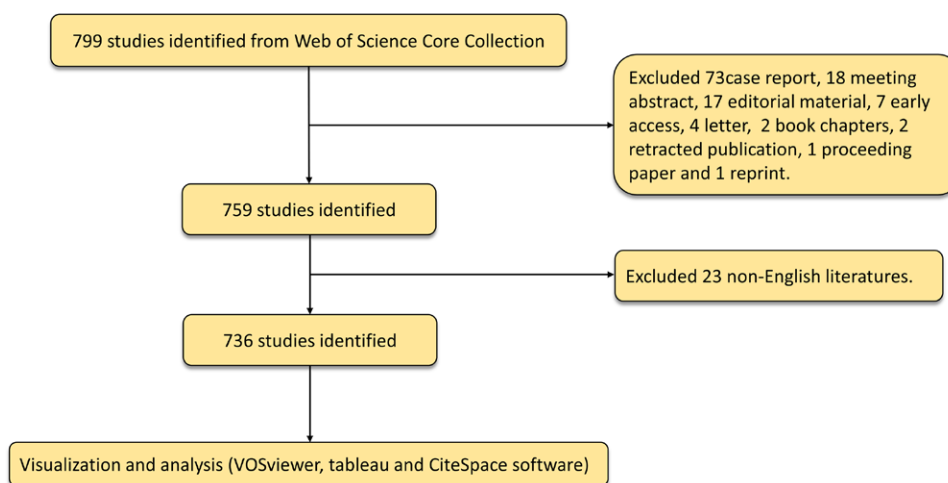 799 studies identified from Web of Science Core Collection
Excluded 73case report, 18 meeting
abstract, 17 editorial material, 7 early
access, 4 letter, 2 book chapters, 2
retracted publication, 1 proceeding
paper and 1 reprint.
759 studies identified
Excluded 23 non-English literatures.
736 studies identified
Visualization and analysis (VOSviewer, tableau and CiteSpace software)